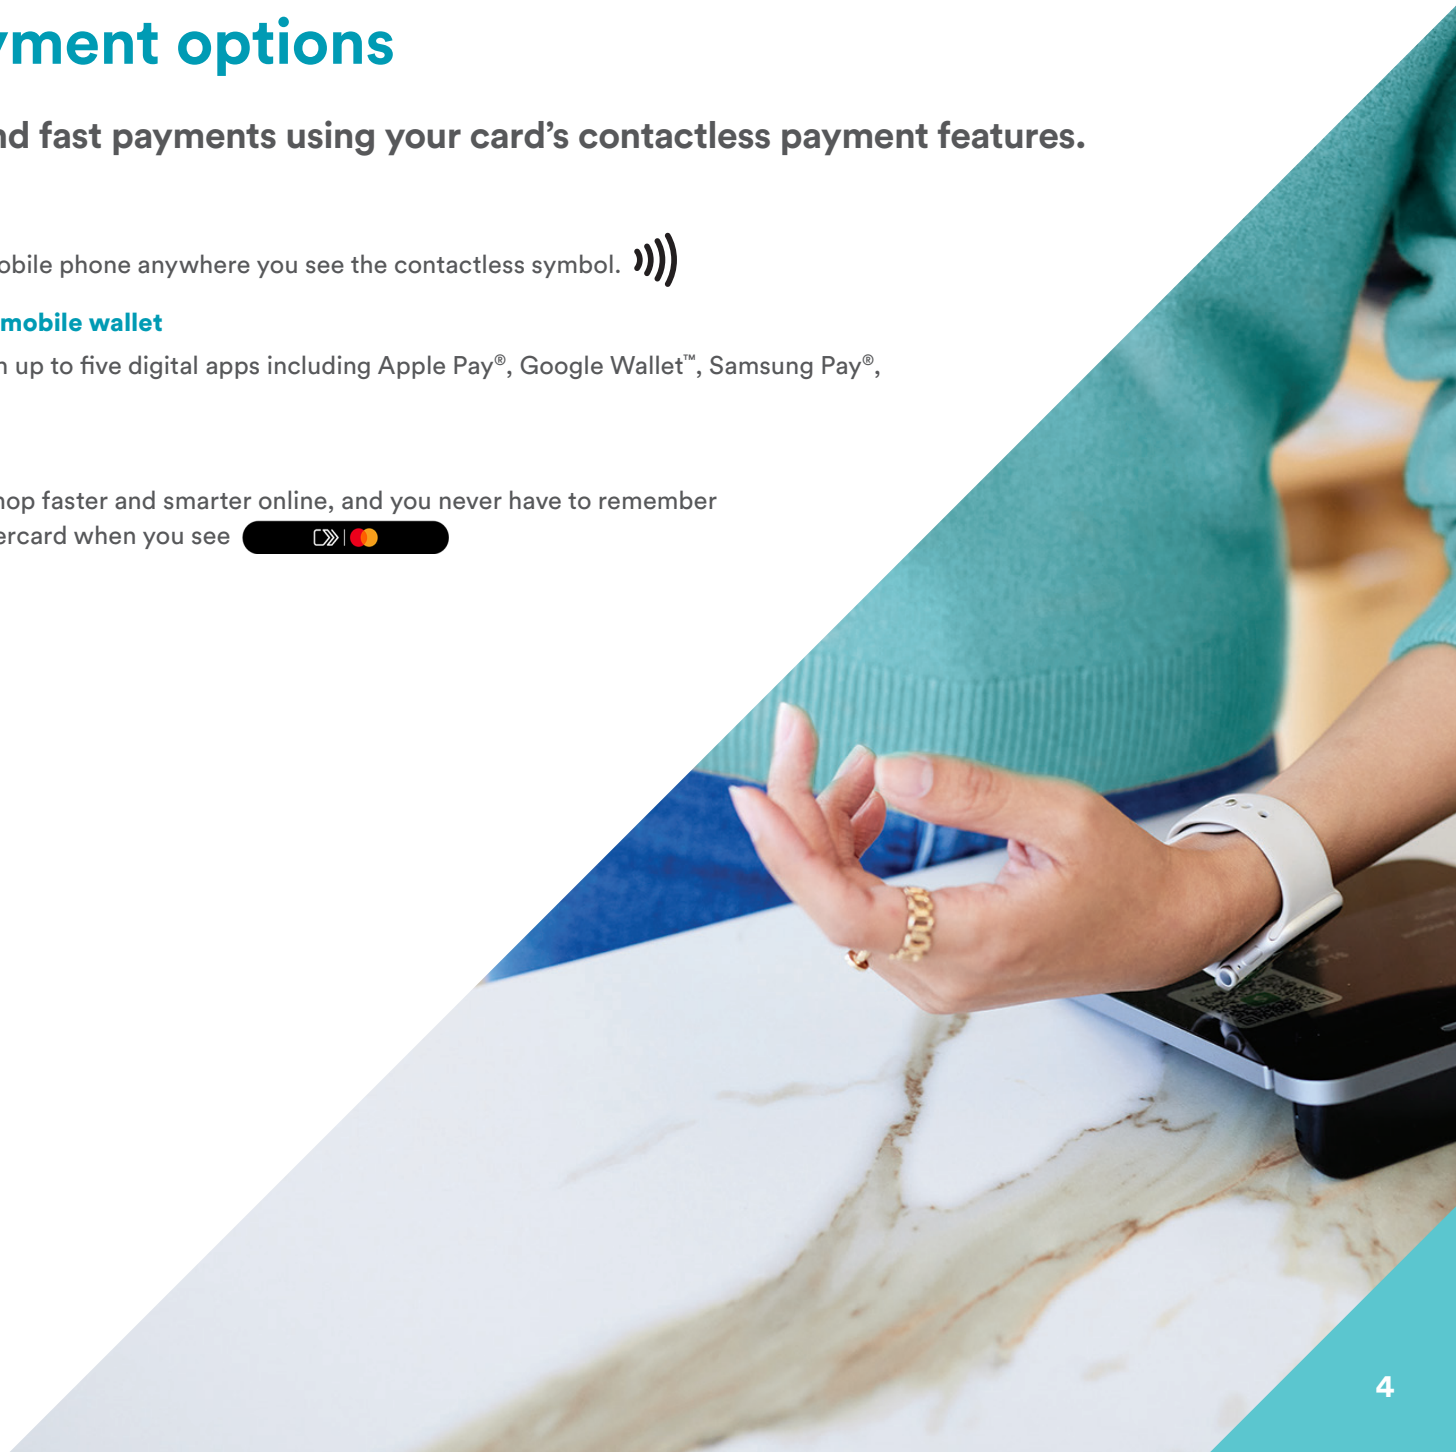 yment options
nd fast payments using your card’s contactless payment features.
obile phone anywhere you see the contactless symbol.
mobile wallet
n up to five digital apps including Apple Pay®, Google Wallet™, Samsung Pay®,
hop faster and smarter online, and you never have to remember
ercard when you see
4